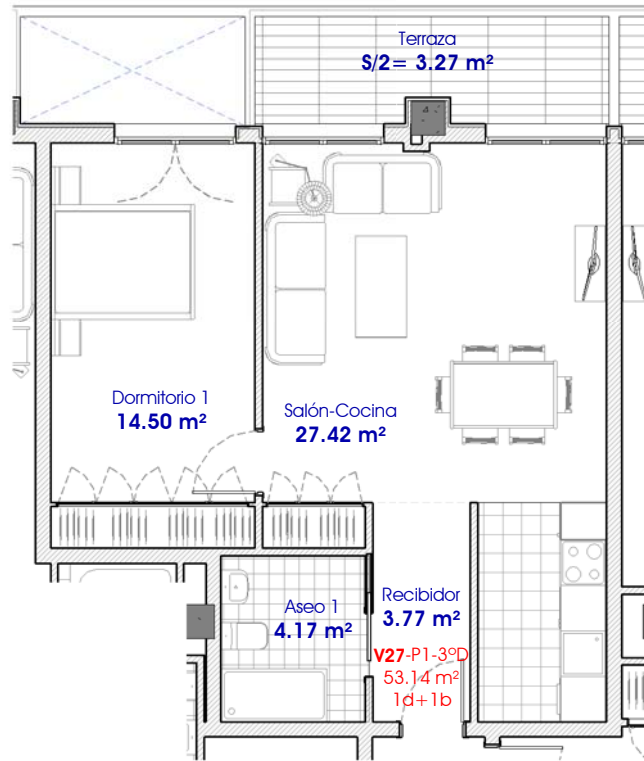 Terraza
S/2= 3.27 m²
Dormitorio 1
14.50 m²
Salón-Cocina
27.42 m²
Aseo 1
4.17 m²
Recibidor
3.77 m²
V27-P1-3ºD
53.14 m²
1d+1b